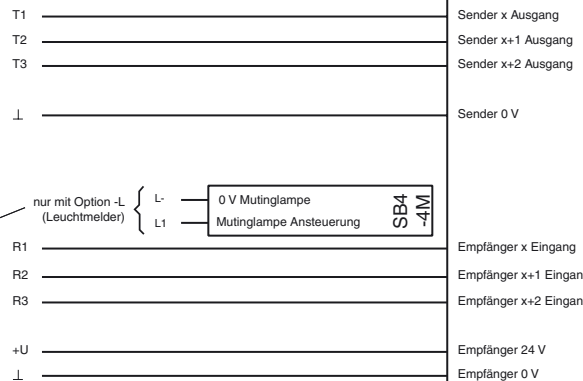 T1 Sender x Ausgang
T2 Sender x+1 Ausgang
T3 Sender x+2 Ausgang
⊥ Sender 0 V
nur mit Option -L
(Leuchtmelder)
L- 0 V Mutinglampe
L1 Mutinglampe Ansteuerung
SB4
-4M
R1 Empfänger x Eingang
R2 Empfänger x+1 Eingan
R3 Empfänger x+2 Eingan
+U Empfänger 24 V
⊥ Empfänger 0 V